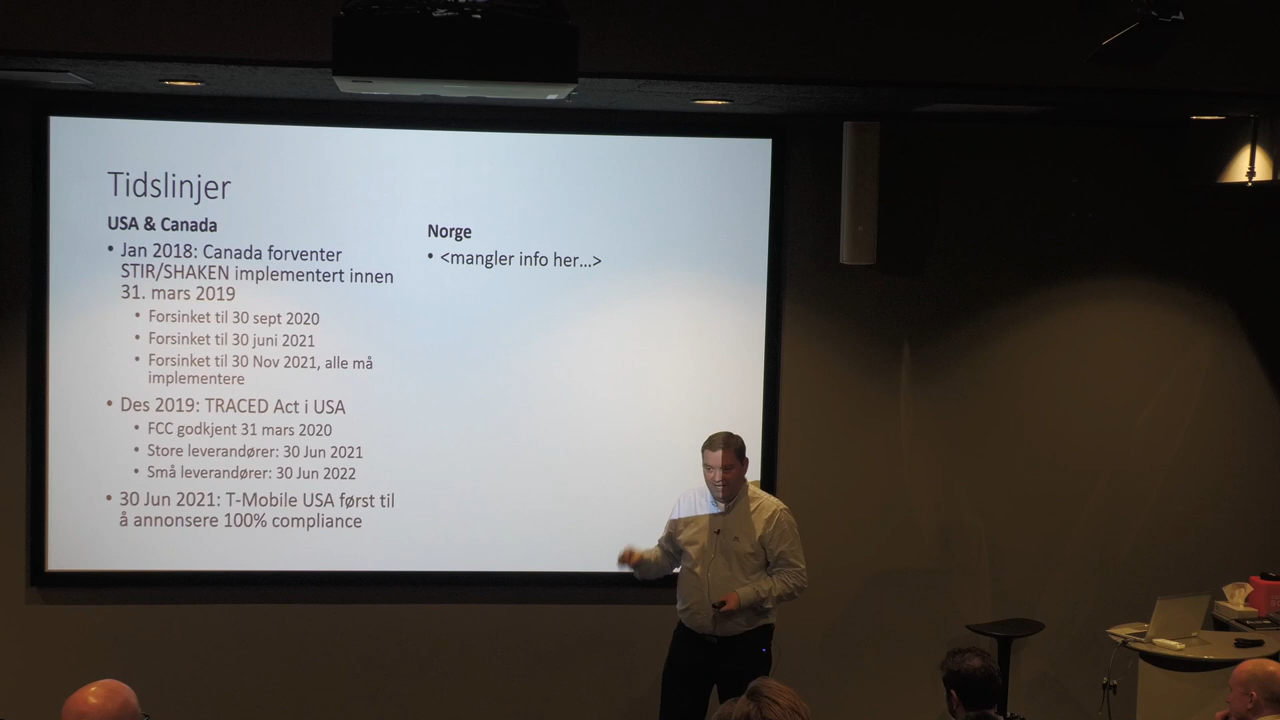 Tidslinjer
USA & Canada
• Jan 2018: Canada forventer
STIR/SHAKEN implementert innen
31. mars 2019
• Forsinket til 30 sept 2020
• Forsinket til 30 juni 2021
• Forsinket til 30 Nov 2021, alle må
implementere
• Des 2019: TRACED Act i USA
• FCC godkjent 31 mars 2020
• Store leverandører: 30 Jun 2021
• Små leverandører: 30 Jun 2022
• 30 Jun 2021: T-Mobile USA først til
å annonsere 100% compliance
Norge
• <mangler info her...>